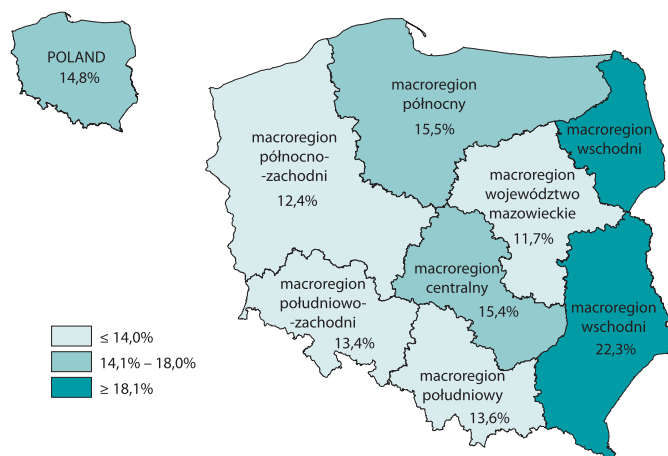 POLAND
14,8%
macroregion
północny
15,5%
macroregion
wschodni
macroregion
północno-
-zachodni
12,4%
macroregion
województwo
mazowieckie
11,7%
macroregion
centralny
15,4%
macroregion
południowo-
-zachodni
13,4%
macroregion
wschodni
22,3%
macroregion
południowy
13,6%
≤ 14,0%
14,1% – 18,0%
≥ 18,1%